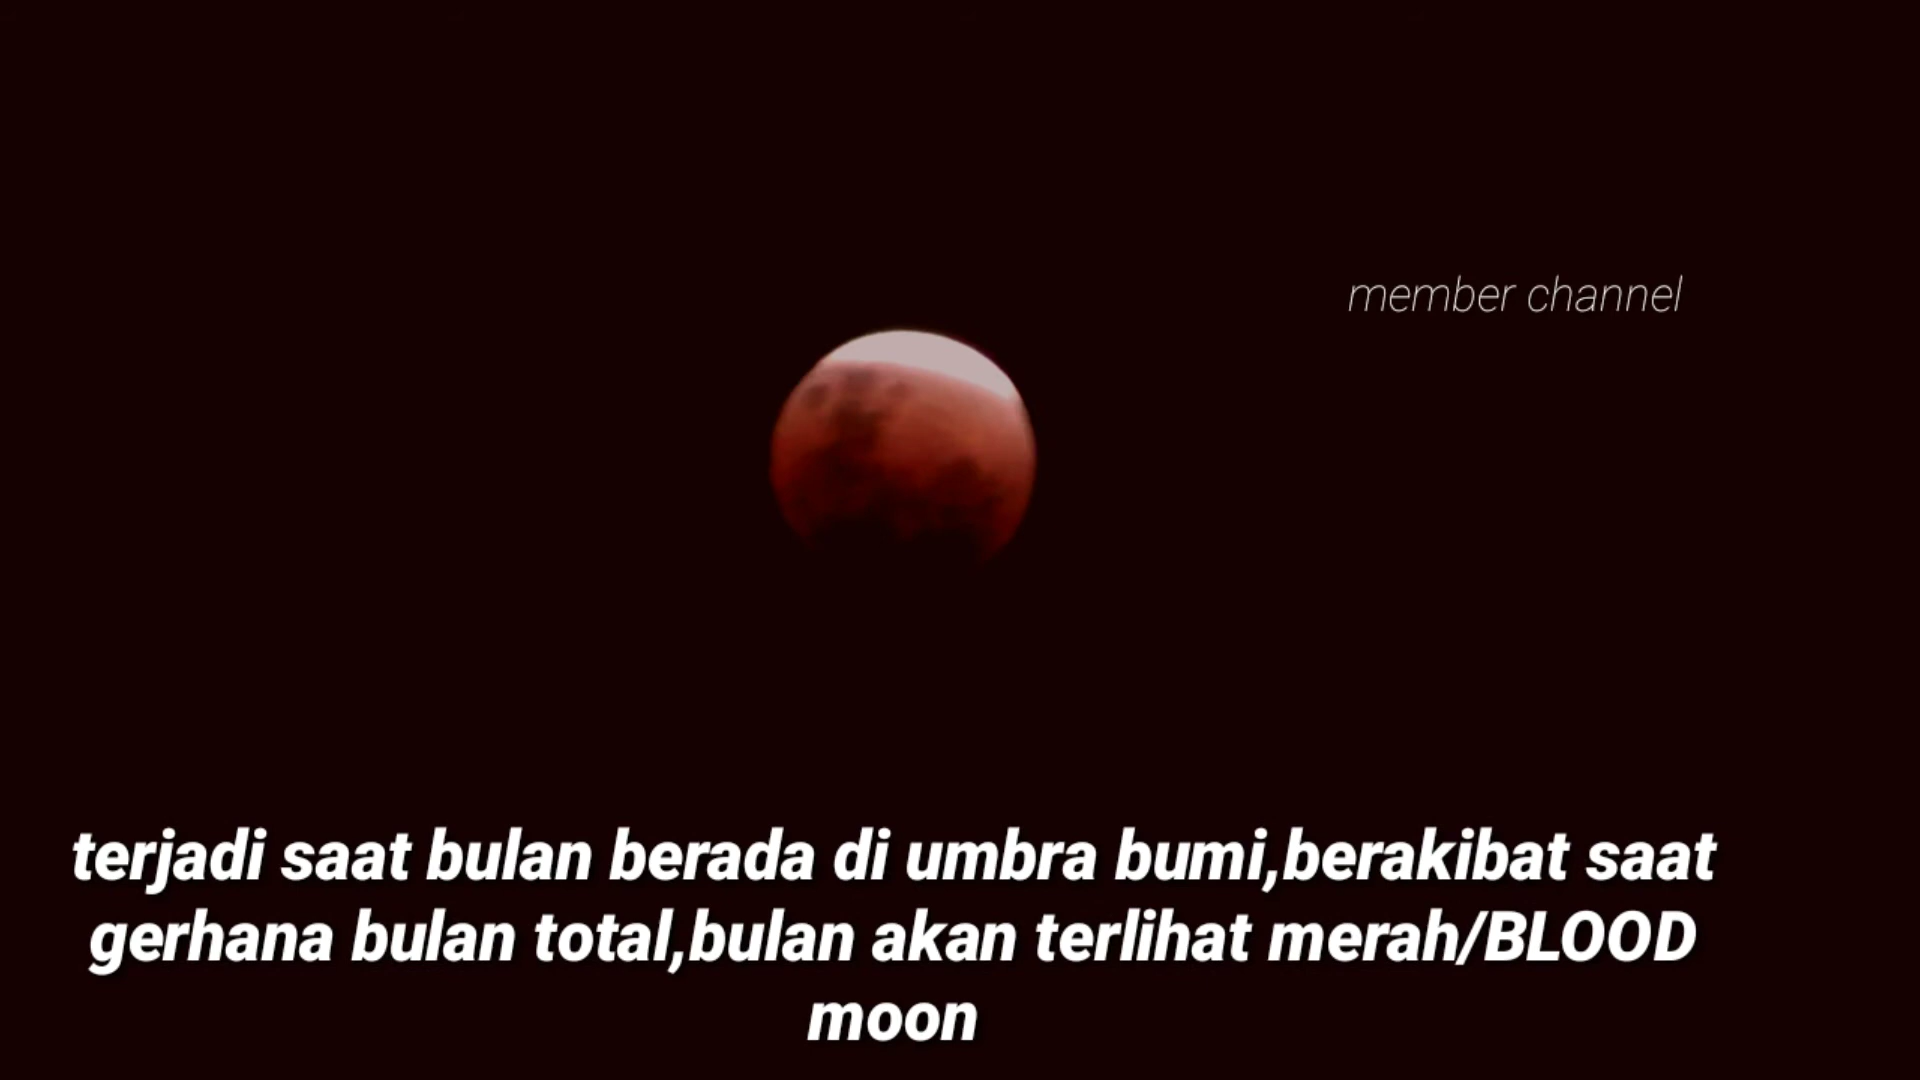 member channel
terjadi saat bulan berada di umbra bumi,berakibat saat
gerhana bulan total,bulan akan terlihat merah/BLOOD
moon